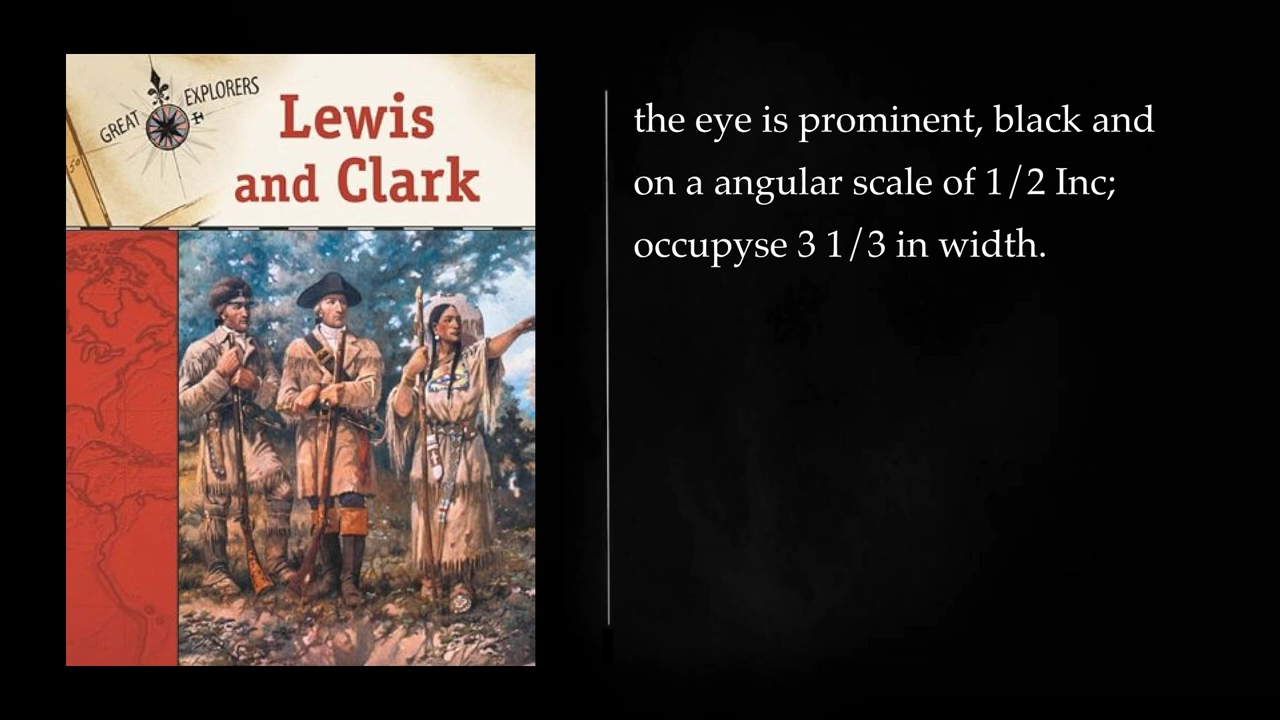 GREAT EXPLORERS
Lewis
and Clark
50
the eye is prominent, black and
on a angular scale of 1/2 Inc;
occupyse 3 1/3 in width.